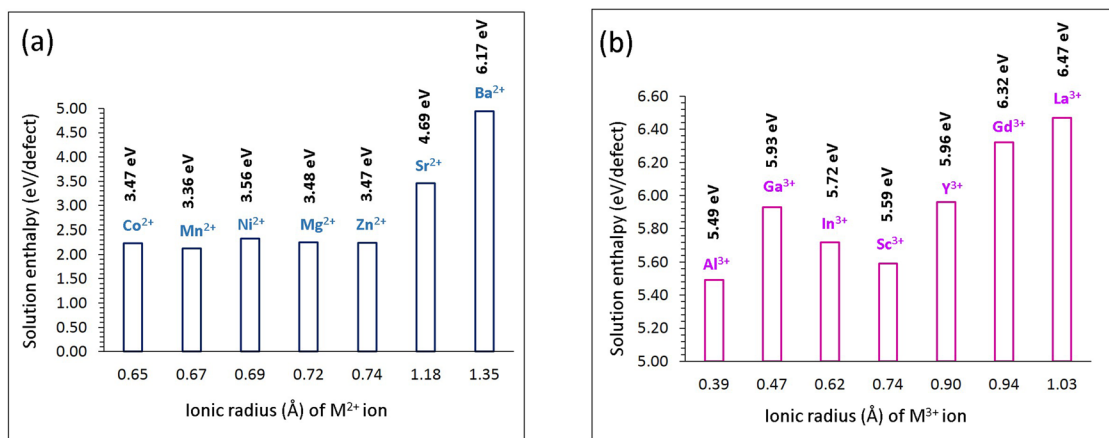 (a)
3.47 eV
3.36 eV
3.56 eV
3.48 eV
3.47 eV
4.69 eV
6.17 eV
Co²⁺
Mn²⁺
Ni²⁺
Mg²⁺
Zn²⁺
Sr²⁺
Ba²⁺
Solution enthalpy (eV/defect)
5.00
4.50
4.00
3.50
3.00
2.50
2.00
1.50
1.00
0.50
0.00
0.65 0.67 0.69 0.72 0.74 1.18 1.35
Ionic radius (Å) of M²⁺ ion
(b)
5.49 eV
5.93 eV
5.72 eV
5.59 eV
5.96 eV
6.32 eV
6.47 eV
Al³⁺
Ga³⁺
In³⁺
Sc³⁺
Y³⁺
Gd³⁺
La³⁺
Solution enthalpy (eV/defect)
6.60
6.40
6.20
6.00
5.80
5.60
5.40
5.20
5.00
0.39 0.47 0.62 0.74 0.90 0.94 1.03
Ionic radius (Å) of M³⁺ ion